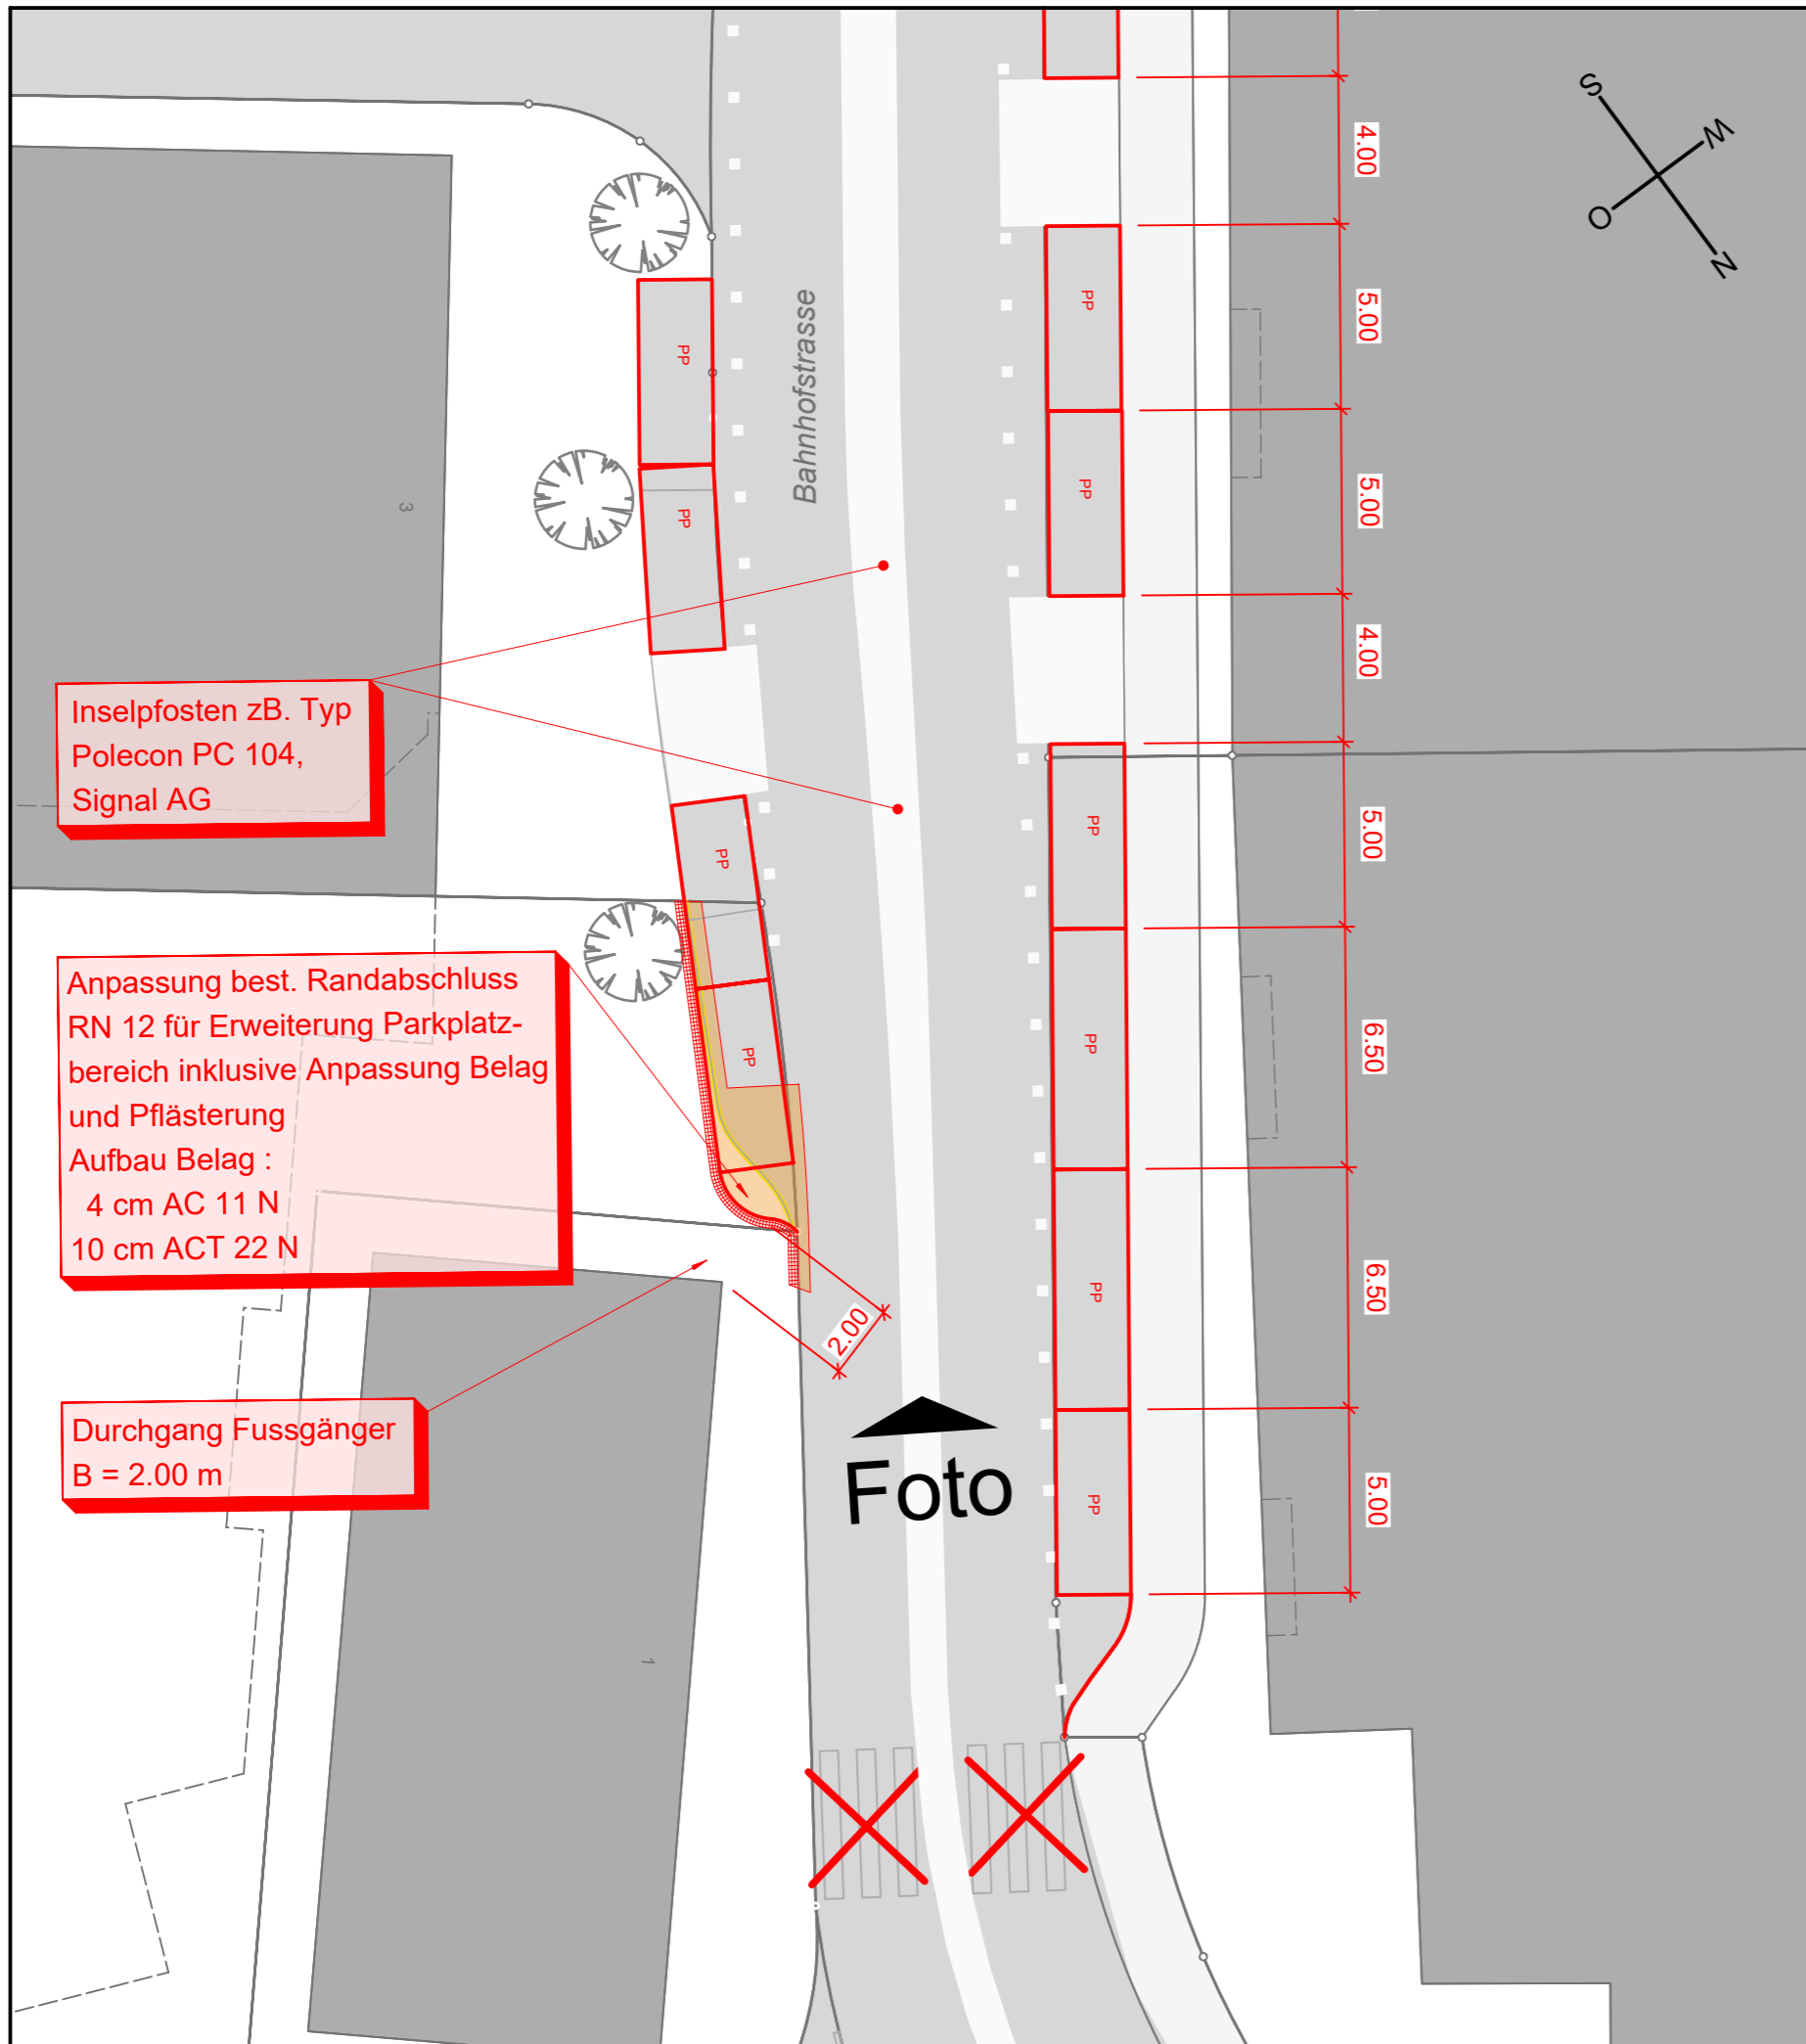 S
W
O
N
4.00
5.00
5.00
4.00
5.00
6.50
6.50
5.00
PP
PP
PP
PP
PP
PP
PP
PP
PP
PP
Bahnhofstrasse
3
Inselpfosten zB. Typ
Polecon PC 104,
Signal AG
Anpassung best. Randabschluss
RN 12 für Erweiterung Parkplatz-
bereich inklusive Anpassung Belag
und Pflästerung
Aufbau Belag :
4 cm AC 11 N
10 cm ACT 22 N
2.00
Durchgang Fussgänger
B = 2.00 m
Foto
1